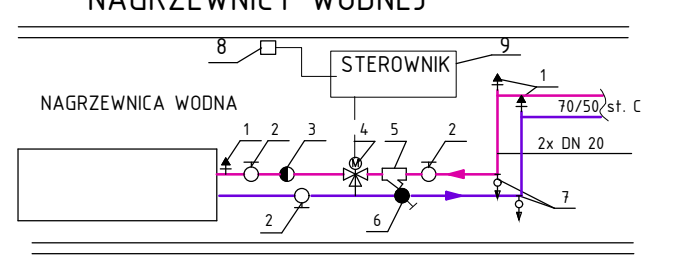 NAGRZEWNICY WODNEJ
8
9
STEROWNIK
1
NAGRZEWNICA WODNA
70/50 st. C
1 2 3 4 5 2
2x DN 20
M
7
2
6